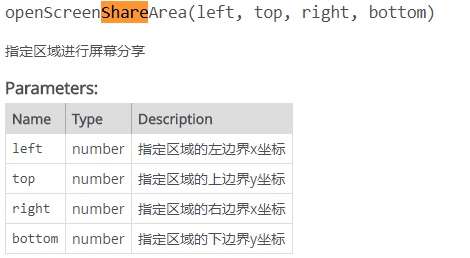 openScreenShareArea(left, top, right, bottom)
指定区域进行屏幕分享
Parameters:
Name Type Description
left number 指定区域的左边界x坐标
top number 指定区域的上边界y坐标
right number 指定区域的右边界x坐标
bottom number 指定区域的下边界y坐标